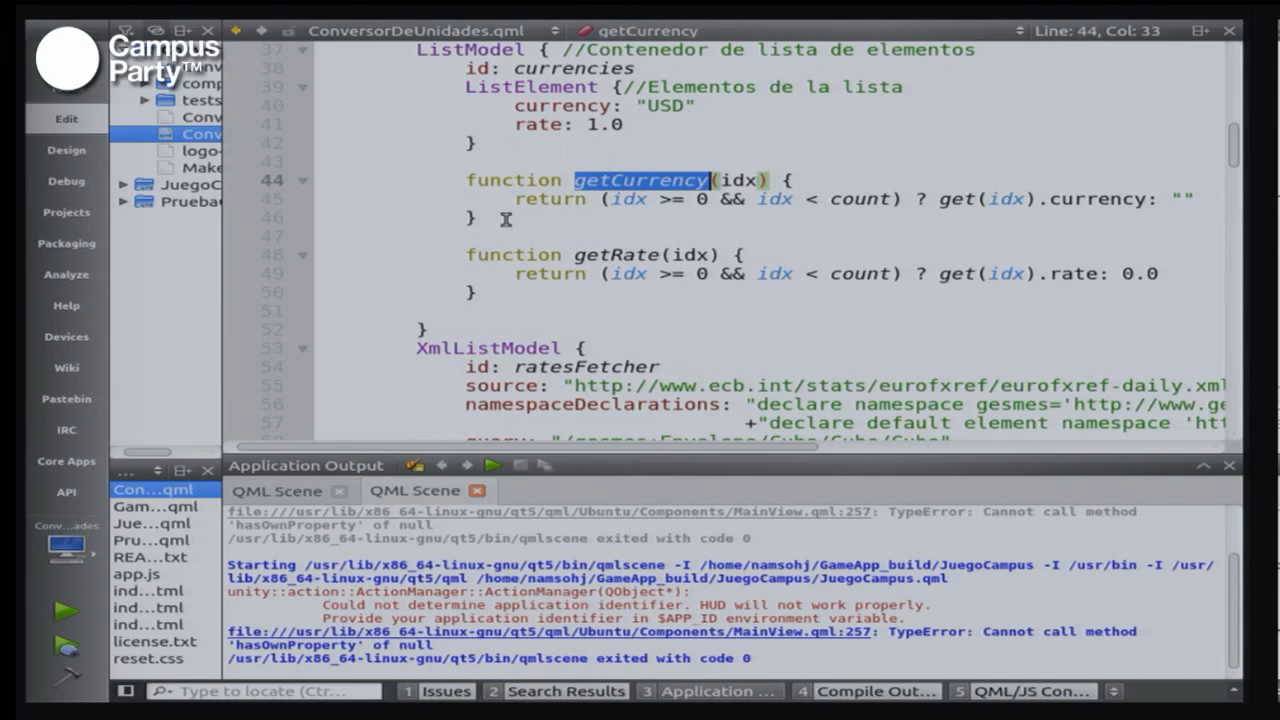 Campus
Party™
ConversorDeUnidades.qml
getCurrency
Line: 44, Col: 33
37 ListModel { //Contenedor de lista de elementos
38 id: currencies
39 ListElement {//Elementos de la lista
40 currency: "USD"
41 rate: 1.0
42 }
43
44 function getCurrency(idx) {
45 return (idx >= 0 && idx < count) ? get(idx).currency: ""
46 }
47
48 function getRate(idx) {
49 return (idx >= 0 && idx < count) ? get(idx).rate: 0.0
50 }
51
52 }
53 XmlListModel {
54 id: ratesFetcher
55 source: "http://www.ecb.int/stats/eurofxref/eurofxref-daily.xml
56 namespaceDeclarations: "declare namespace gesmes='http://www.ge
57 +"declare default element namespace 'htt
query: "/gesmes:Envelope/Cube/Cube/Cube"
comp
tests
Conv
Conv
logo-
Make
JuegoC
Prueba
Edit
Design
Debug
Projects
Packaging
Analyze
Help
Devices
Wiki
Pastebin
IRC
Core Apps
API
Conv...ades
...
Con...qml
Gam...qml
Jue...qml
Pru...qml
REA...txt
app.js
ind...tml
ind...tml
ind...tml
license.txt
reset.css
Application Output
QML Scene
QML Scene
file:///usr/lib/x86_64-linux-gnu/qt5/qml/Ubuntu/Components/MainView.qml:257: TypeError: Cannot call method
'hasOwnProperty' of null
/usr/lib/x86_64-linux-gnu/qt5/bin/qmlscene exited with code 0
Starting /usr/lib/x86_64-linux-gnu/qt5/bin/qmlscene -I /home/namsohj/GameApp_build/JuegoCampus -I /usr/bin -I /usr/
lib/x86_64-linux-gnu/qt5/qml /home/namsohj/GameApp_build/JuegoCampus/JuegoCampus.qml
unity::action::ActionManager::ActionManager(QObject*):
Could not determine application identifier. HUD will not work properly.
Provide your application identifier in $APP_ID environment variable.
file:///usr/lib/x86_64-linux-gnu/qt5/qml/Ubuntu/Components/MainView.qml:257: TypeError: Cannot call method
'hasOwnProperty' of null
/usr/lib/x86_64-linux-gnu/qt5/bin/qmlscene exited with code 0
Type to locate (Ctr...
1 Issues
2 Search Results
3 Application ...
4 Compile Out...
5 QML/JS Con...